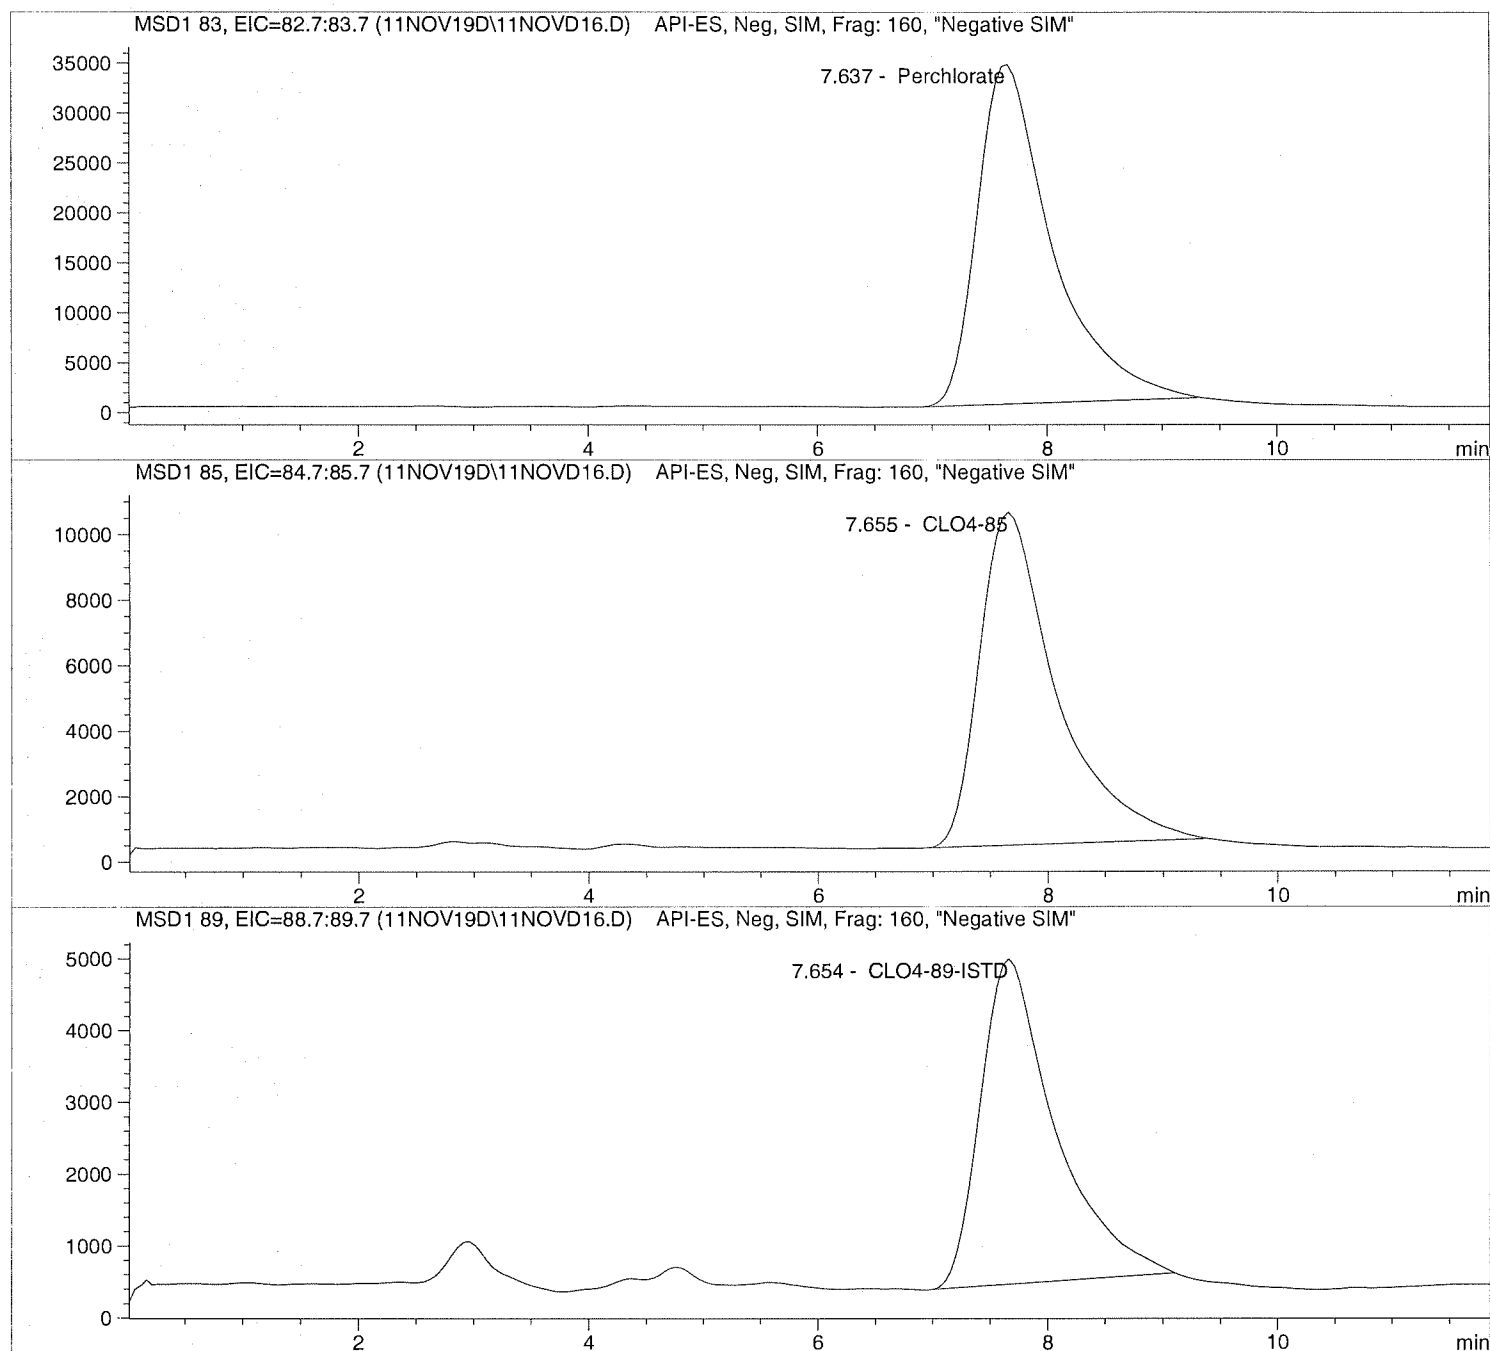 MSD1 83, EIC=82.7:83.7 (11NOV19D\11NOVD16.D) API-ES, Neg, SIM, Frag: 160, "Negative SIM"
35000
7.637 - Perchlorate
30000
25000
20000
15000
10000
5000
0
2 4 6 8 10 min
MSD1 85, EIC=84.7:85.7 (11NOV19D\11NOVD16.D) API-ES, Neg, SIM, Frag: 160, "Negative SIM"
7.655 - CLO4-85
10000
8000
6000
4000
2000
0
2 4 6 8 10 min
MSD1 89, EIC=88.7:89.7 (11NOV19D\11NOVD16.D) API-ES, Neg, SIM, Frag: 160, "Negative SIM"
5000
7.654 - CLO4-89-ISTD
4000
3000
2000
1000
0
2 4 6 8 10 min